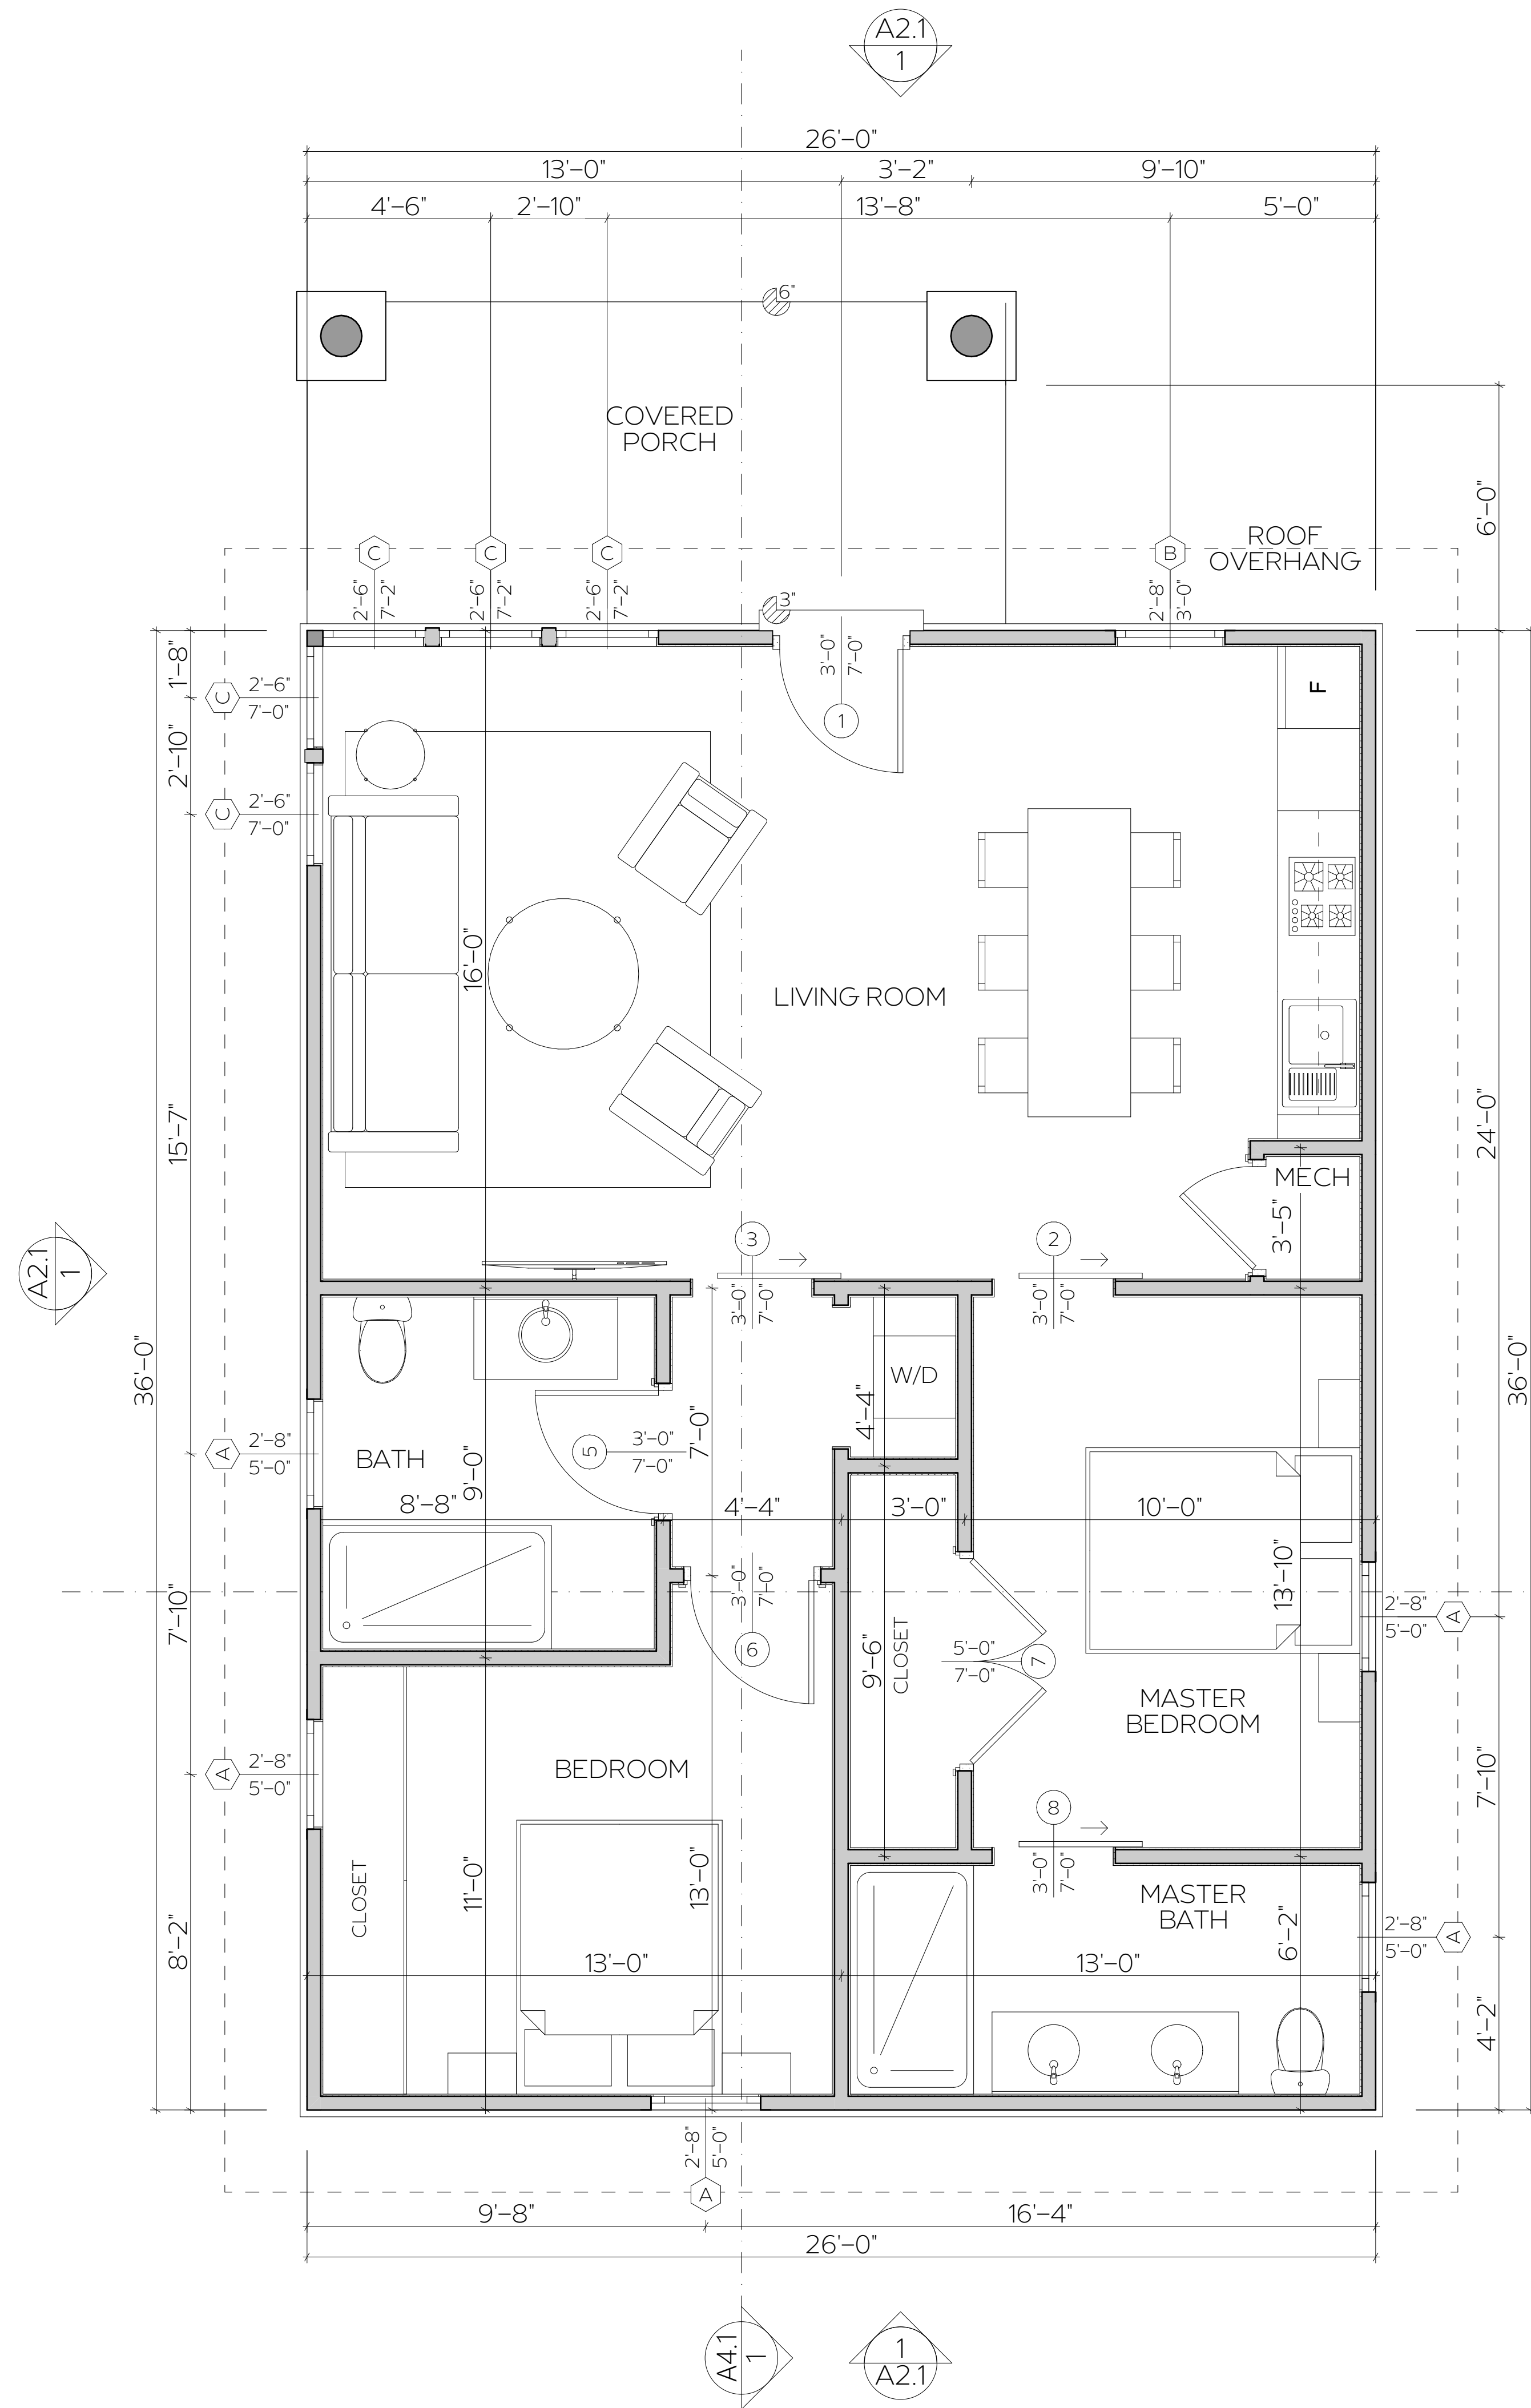 A2.1
1
26'–0"
13'–0"
3'–2"
9'–10"
4'–6"
2'–10"
13'–8"
5'–0"
6"
COVERED
PORCH
6'–0"
ROOF
OVERHANG
C
C
C
B
2'–6"
7'–2"
2'–6"
7'–2"
2'–6"
7'–2"
2'–8"
3'–0"
3"
3'–0"
7'–0"
1
1'–8"
C
2'–6"
7'–0"
F
2'–10"
C
2'–6"
7'–0"
16'–0"
LIVING ROOM
15'–7"
24'–0"
MECH
3'–5"
A2.1
1
3
2
3'–0"
7'–0"
3'–0"
7'–0"
36'–0"
36'–0"
W/D
4'–4"
7'–0"
A
2'–8"
5'–0"
BATH
9'–0"
5
3'–0"
7'–0"
8'–8"
4'–4"
3'–0"
10'–0"
13'–10"
7'–10"
3'–0"
7'–0"
6
2'–8"
5'–0"
A
9'–6"
CLOSET
5'–0"
7'–0"
7
MASTER
BEDROOM
A
2'–8"
5'–0"
BEDROOM
7'–10"
8
3'–0"
7'–0"
CLOSET
11'–0"
13'–0"
MASTER
BATH
6'–2"
8'–2"
2'–8"
5'–0"
A
13'–0"
13'–0"
4'–2"
2'–8"
5'–0"
A
9'–8"
16'–4"
26'–0"
A4.1
1
1
A2.1